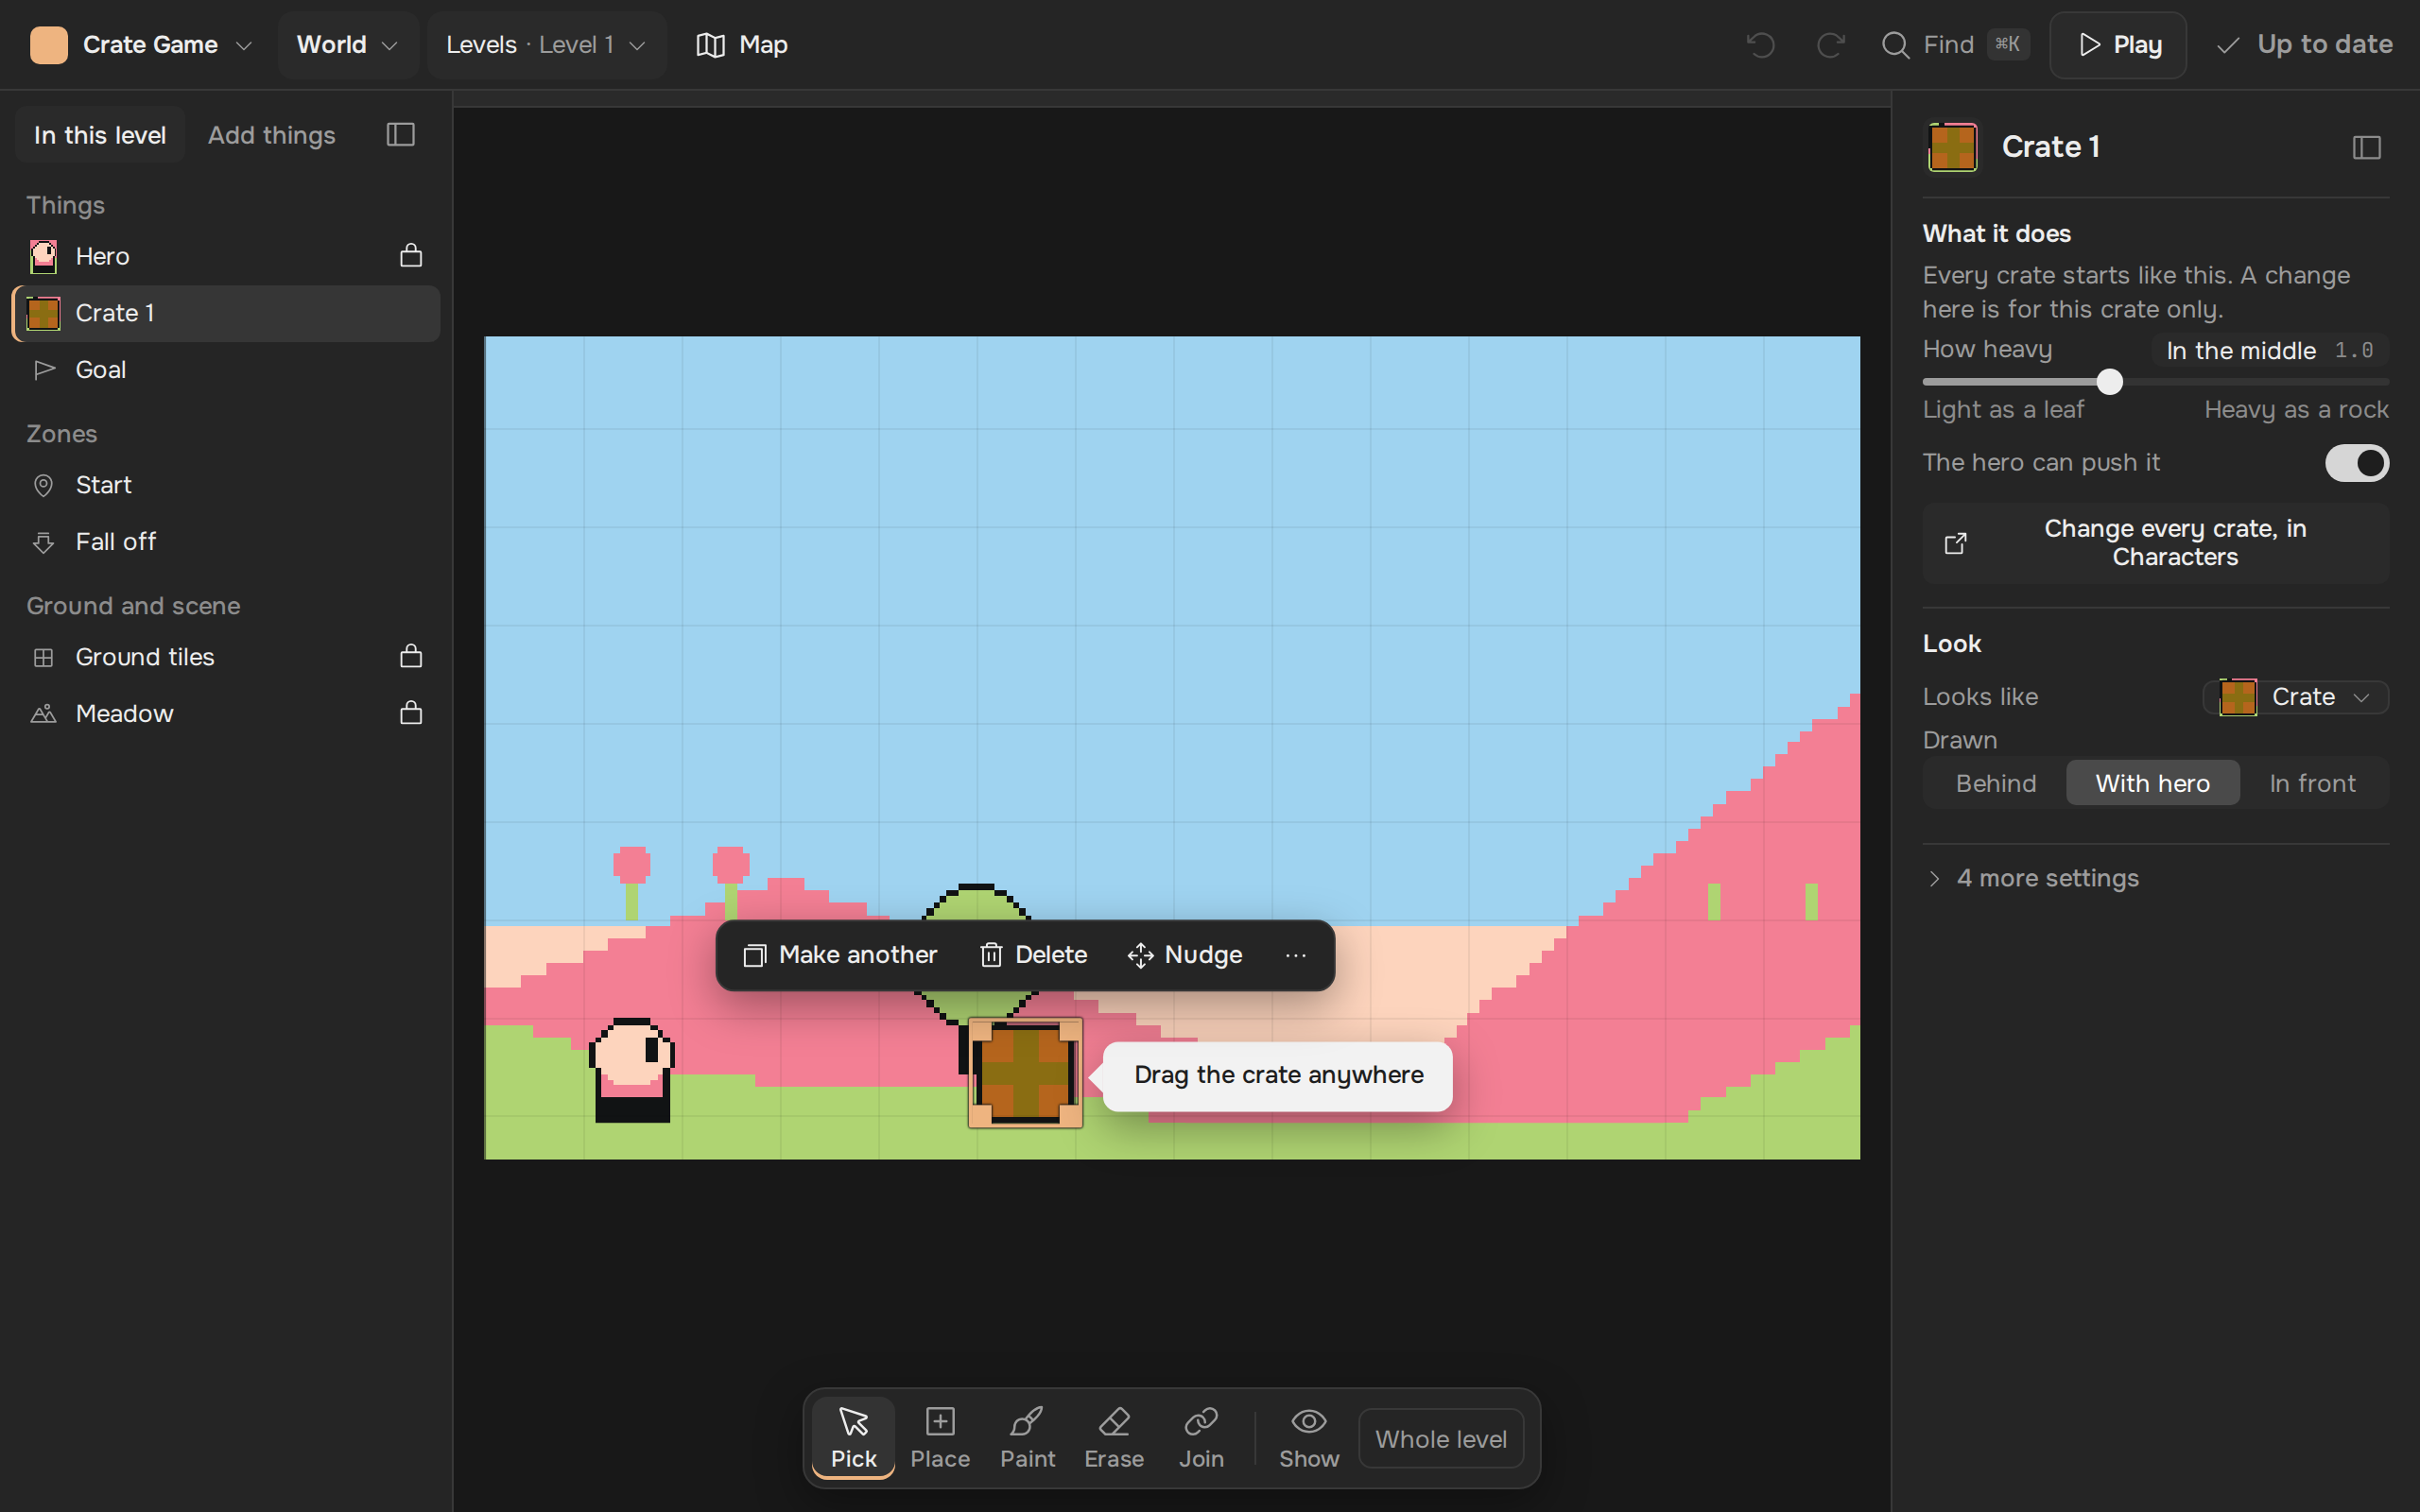 Crate Game
World
Levels · Level 1
Map
Find ⌘K
Play
Up to date
In this level
Add things
Things
Hero
Crate 1
Goal
Zones
Start
Fall off
Ground and scene
Ground tiles
Meadow
Make another
Delete
Nudge
Drag the crate anywhere
Pick
Place
Paint
Erase
Join
Show
Whole level
Crate 1
What it does
Every crate starts like this. A change
here is for this crate only.
How heavy
In the middle 1.0
Light as a leaf
Heavy as a rock
The hero can push it
Change every crate, in
Characters
Look
Looks like
Crate
Drawn
Behind
With hero
In front
4 more settings